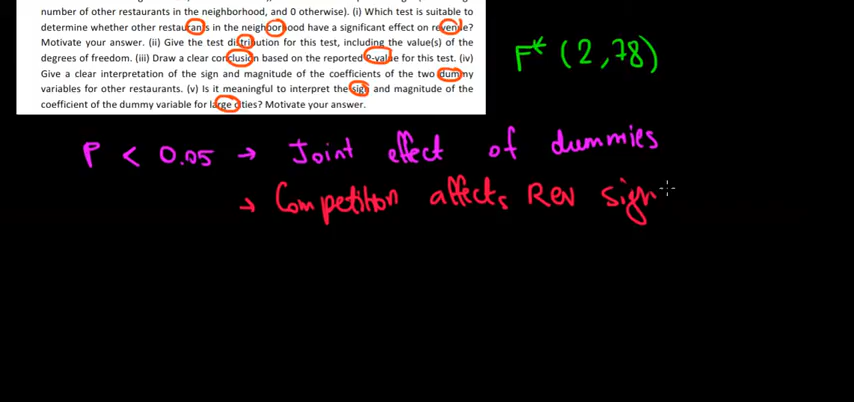 number of other restaurants in the neighborhood, and 0 otherwise). (i) Which test is suitable to
determine whether other restaurants in the neighborhood have a significant effect on revenue?
Motivate your answer. (ii) Give the test distribution for this test, including the value(s) of the
degrees of freedom. (iii) Draw a clear conclusion based on the reported P-value for this test. (iv)
Give a clear interpretation of the sign and magnitude of the coefficients of the two dummy
variables for other restaurants. (v) Is it meaningful to interpret the sign and magnitude of the
coefficient of the dummy variable for large cities? Motivate your answer.
F* (2,78)
P < 0.05 → Joint effect of dummies
→ Competition affects Rev sign